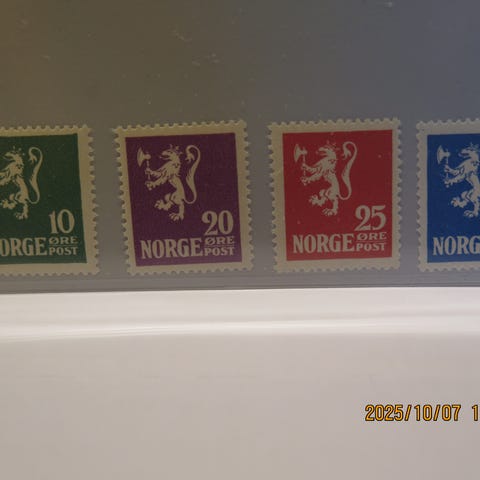 10
NORGE ØRE
POST
20
NORGE ØRE
POST
25
NORGE ØRE
POST
NORG
2025/10/07 1